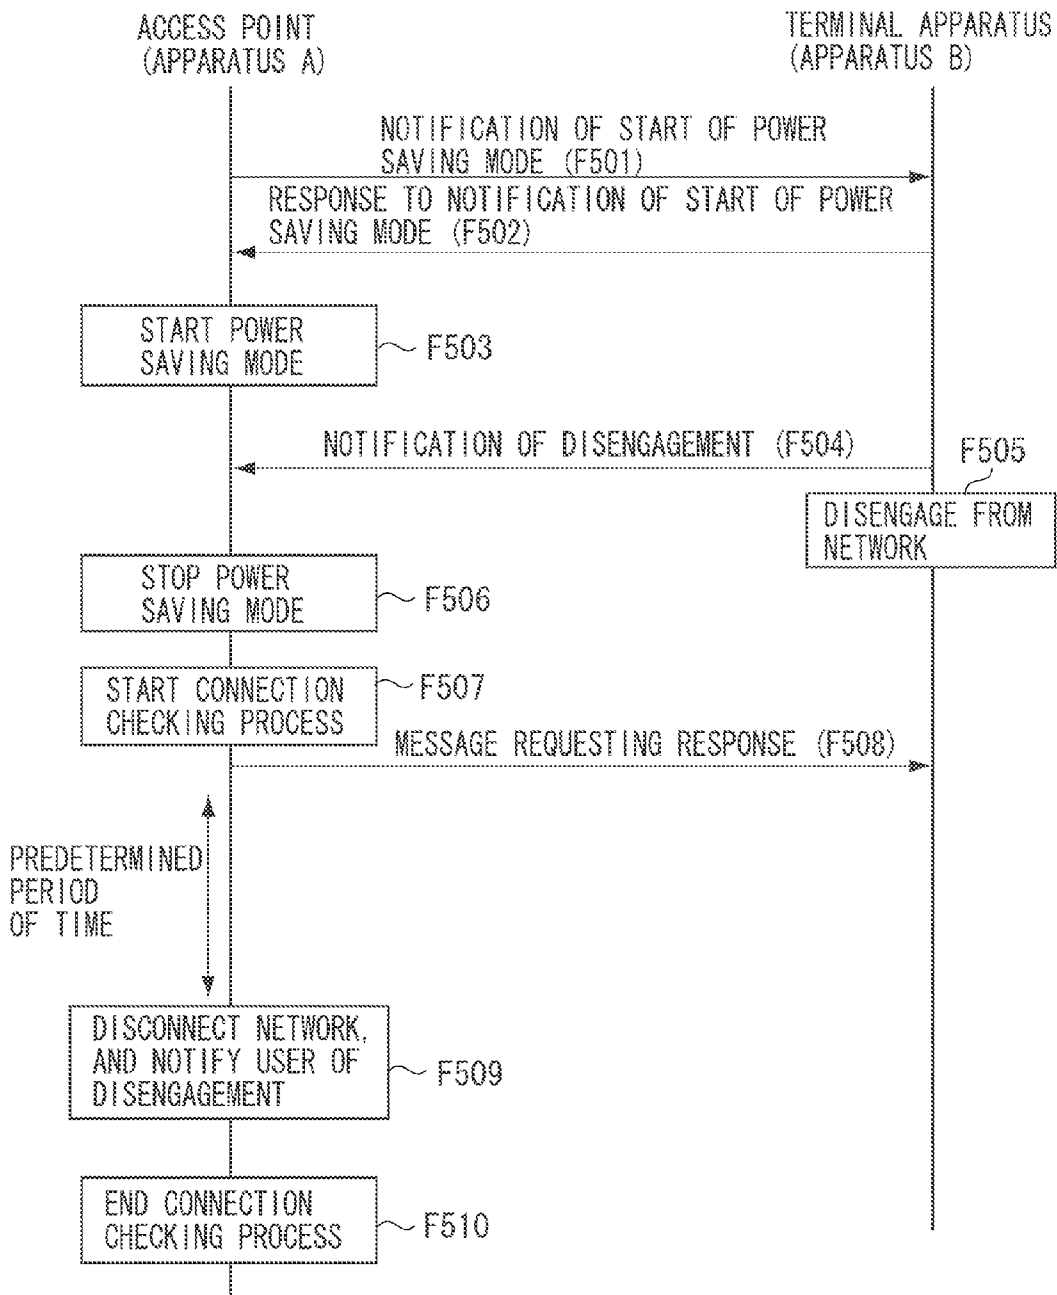 ACCESS POINT
(APPARATUS A)
TERMINAL APPARATUS
(APPARATUS B)
NOTIFICATION OF START OF POWER
SAVING MODE (F501)
RESPONSE TO NOTIFICATION OF START OF POWER
SAVING MODE (F502)
START POWER
SAVING MODE
F503
NOTIFICATION OF DISENGAGEMENT (F504)
F505
DISENGAGE FROM
NETWORK
STOP POWER
SAVING MODE
F506
START CONNECTION
CHECKING PROCESS
F507
MESSAGE REQUESTING RESPONSE (F508)
PREDETERMINED
PERIOD
OF TIME
DISCONNECT NETWORK,
AND NOTIFY USER OF
DISENGAGEMENT
F509
END CONNECTION
CHECKING PROCESS
F510